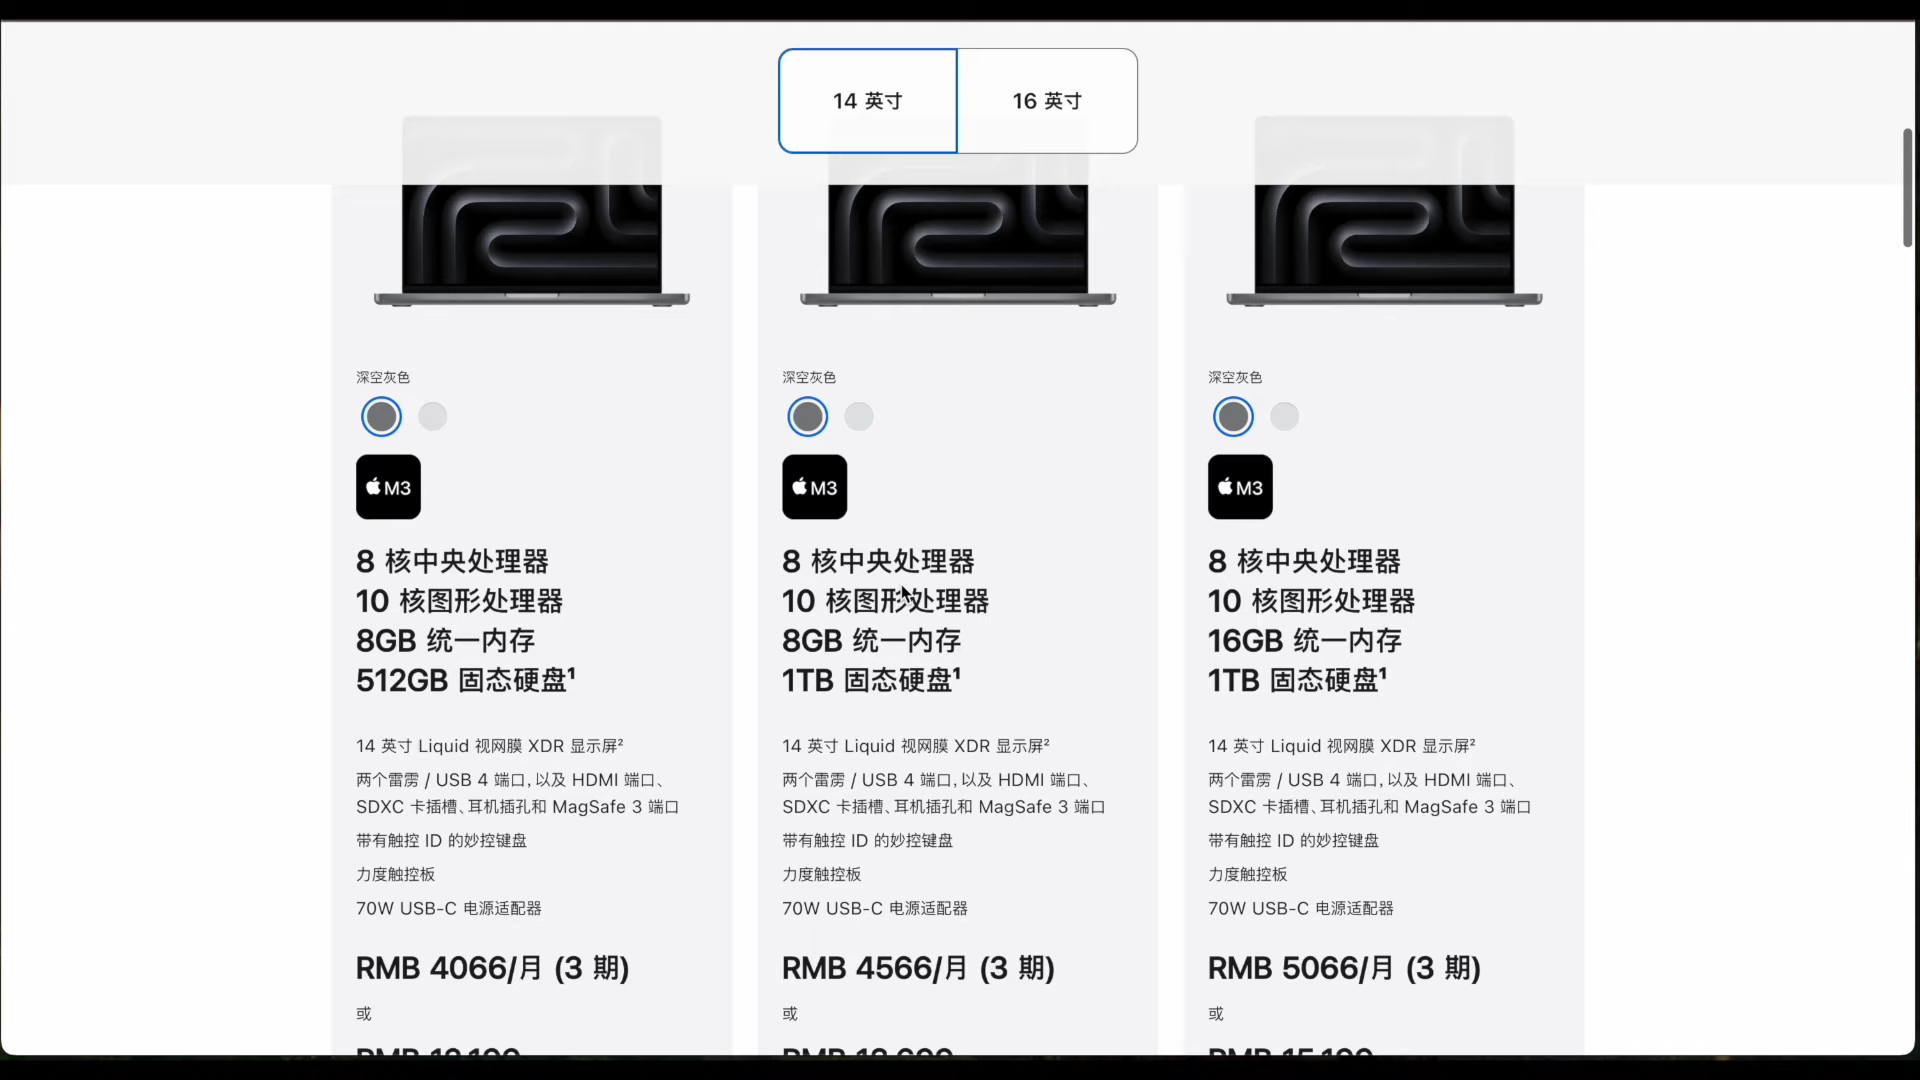 14 英寸
16 英寸
深空灰色
M3
8 核中央处理器
10 核图形处理器
8GB 统一内存
512GB 固态硬盘¹
14 英寸 Liquid 视网膜 XDR 显示屏²
两个雷雳 / USB 4 端口，以及 HDMI 端口、
SDXC 卡插槽、耳机插孔和 MagSafe 3 端口
带有触控 ID 的妙控键盘
力度触控板
70W USB-C 电源适配器
RMB 4066/月 (3 期)
或
深空灰色
M3
8 核中央处理器
10 核图形处理器
8GB 统一内存
1TB 固态硬盘¹
14 英寸 Liquid 视网膜 XDR 显示屏²
两个雷雳 / USB 4 端口，以及 HDMI 端口、
SDXC 卡插槽、耳机插孔和 MagSafe 3 端口
带有触控 ID 的妙控键盘
力度触控板
70W USB-C 电源适配器
RMB 4566/月 (3 期)
或
深空灰色
M3
8 核中央处理器
10 核图形处理器
16GB 统一内存
1TB 固态硬盘¹
14 英寸 Liquid 视网膜 XDR 显示屏²
两个雷雳 / USB 4 端口，以及 HDMI 端口、
SDXC 卡插槽、耳机插孔和 MagSafe 3 端口
带有触控 ID 的妙控键盘
力度触控板
70W USB-C 电源适配器
RMB 5066/月 (3 期)
或